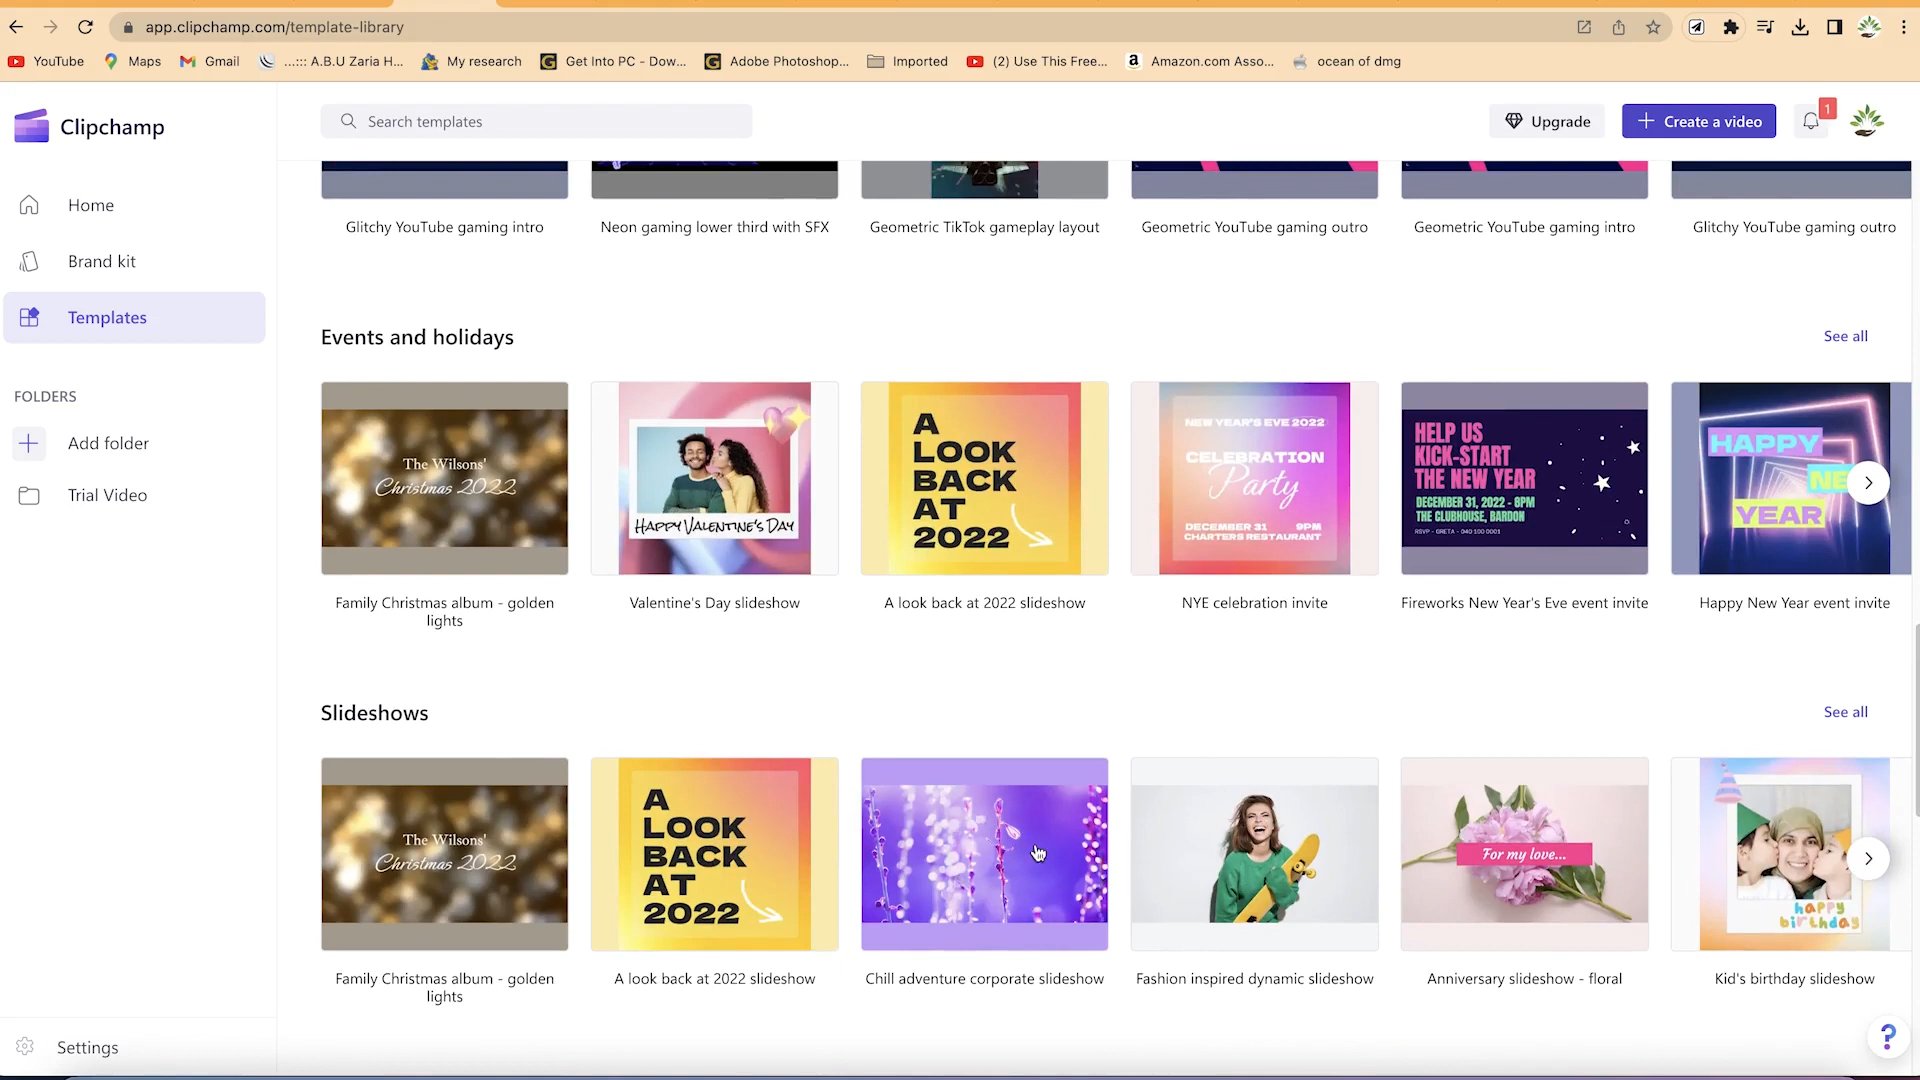 app.clipchamp.com/template-library
YouTube
Maps
Gmail
...::: A.B.U Zaria H...
My research
Get Into PC - Dow...
Adobe Photoshop...
Imported
(2) Use This Free...
Amazon.com Asso...
ocean of dmg
Clipchamp
Search templates
Upgrade
Create a video
1
Home
Brand kit
Templates
FOLDERS
Add folder
Trial Video
Settings
Glitchy YouTube gaming intro
Neon gaming lower third with SFX
Geometric TikTok gameplay layout
Geometric YouTube gaming outro
Geometric YouTube gaming intro
Glitchy YouTube gaming outro
Events and holidays
See all
The Wilsons'
Christmas 2022
HAPPY VALENTINE'S DAY
A
LOOK
BACK
AT
2022
NEW YEAR'S EVE 2022
CELEBRATION
Party
DECEMBER 31 9PM
CHARTERS RESTAURANT
HELP US
KICK-START
THE NEW YEAR
DECEMBER 31, 2022 - 8PM
THE CLUBHOUSE, BARDON
RSVP - GRETA - 040 100 0001
HAPPY
NE
YEAR
Family Christmas album - golden
lights
Valentine's Day slideshow
A look back at 2022 slideshow
NYE celebration invite
Fireworks New Year's Eve event invite
Happy New Year event invite
Slideshows
See all
The Wilsons'
Christmas 2022
A
LOOK
BACK
AT
2022
For my love...
happy
birthday
Family Christmas album - golden
lights
A look back at 2022 slideshow
Chill adventure corporate slideshow
Fashion inspired dynamic slideshow
Anniversary slideshow - floral
Kid's birthday slideshow
?